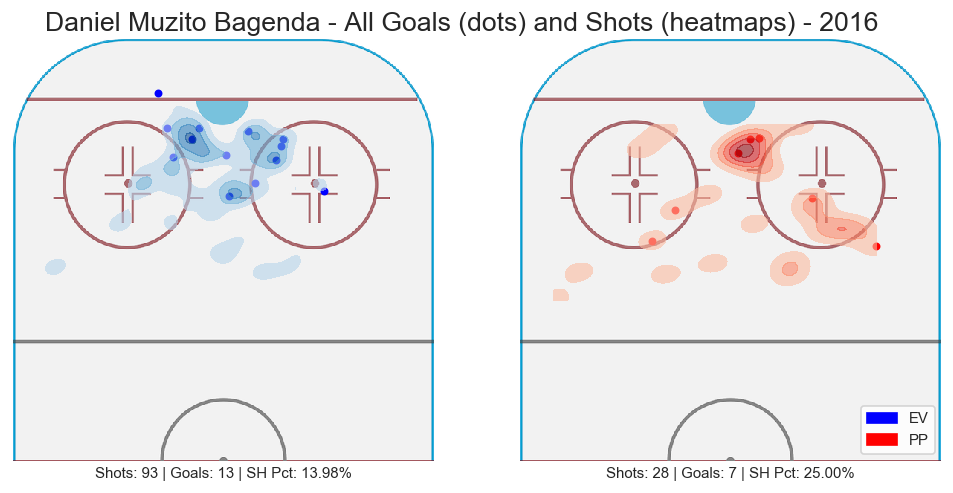 Daniel Muzito Bagenda - All Goals (dots) and Shots (heatmaps) - 2016
EV
PP
Shots: 93 | Goals: 13 | SH Pct: 13.98%
Shots: 28 | Goals: 7 | SH Pct: 25.00%